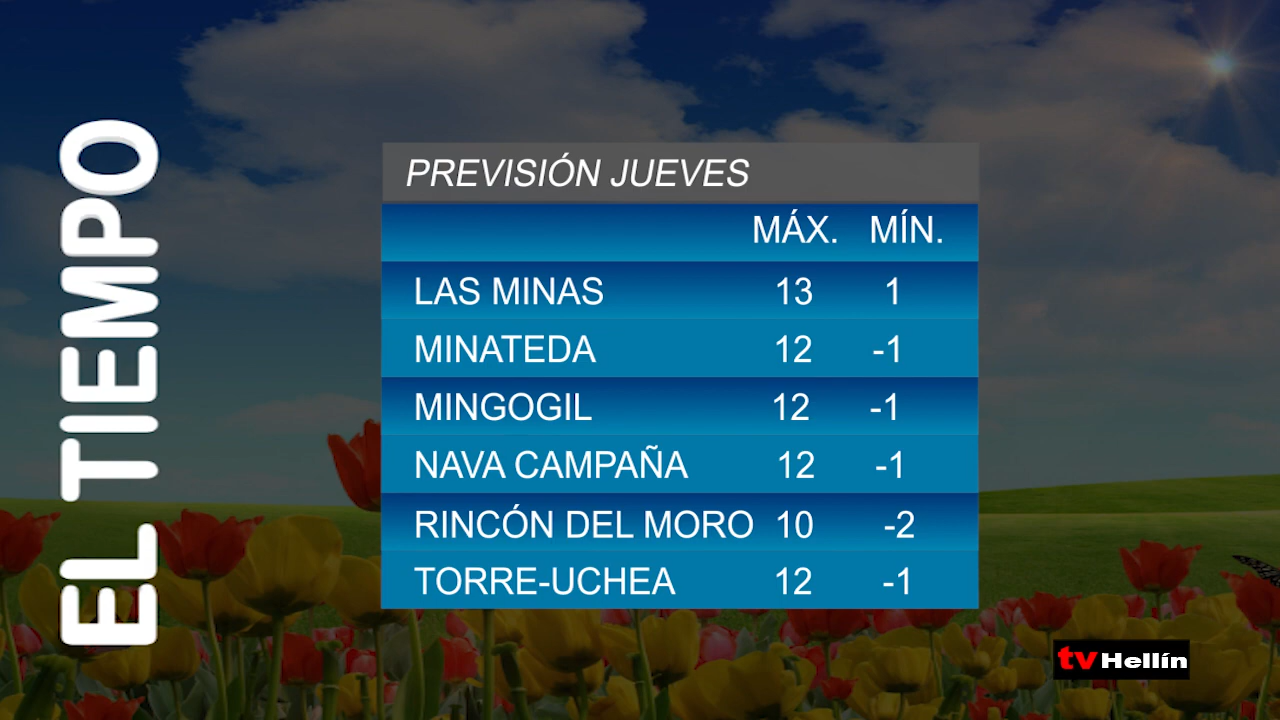 EL TIEMPO
PREVISIÓN JUEVES
MÁX. MÍN.
LAS MINAS 13 1
MINATEDA 12 -1
MINGOGIL 12 -1
NAVA CAMPAÑA 12 -1
RINCÓN DEL MORO 10 -2
TORRE-UCHEA 12 -1
tv Hellín